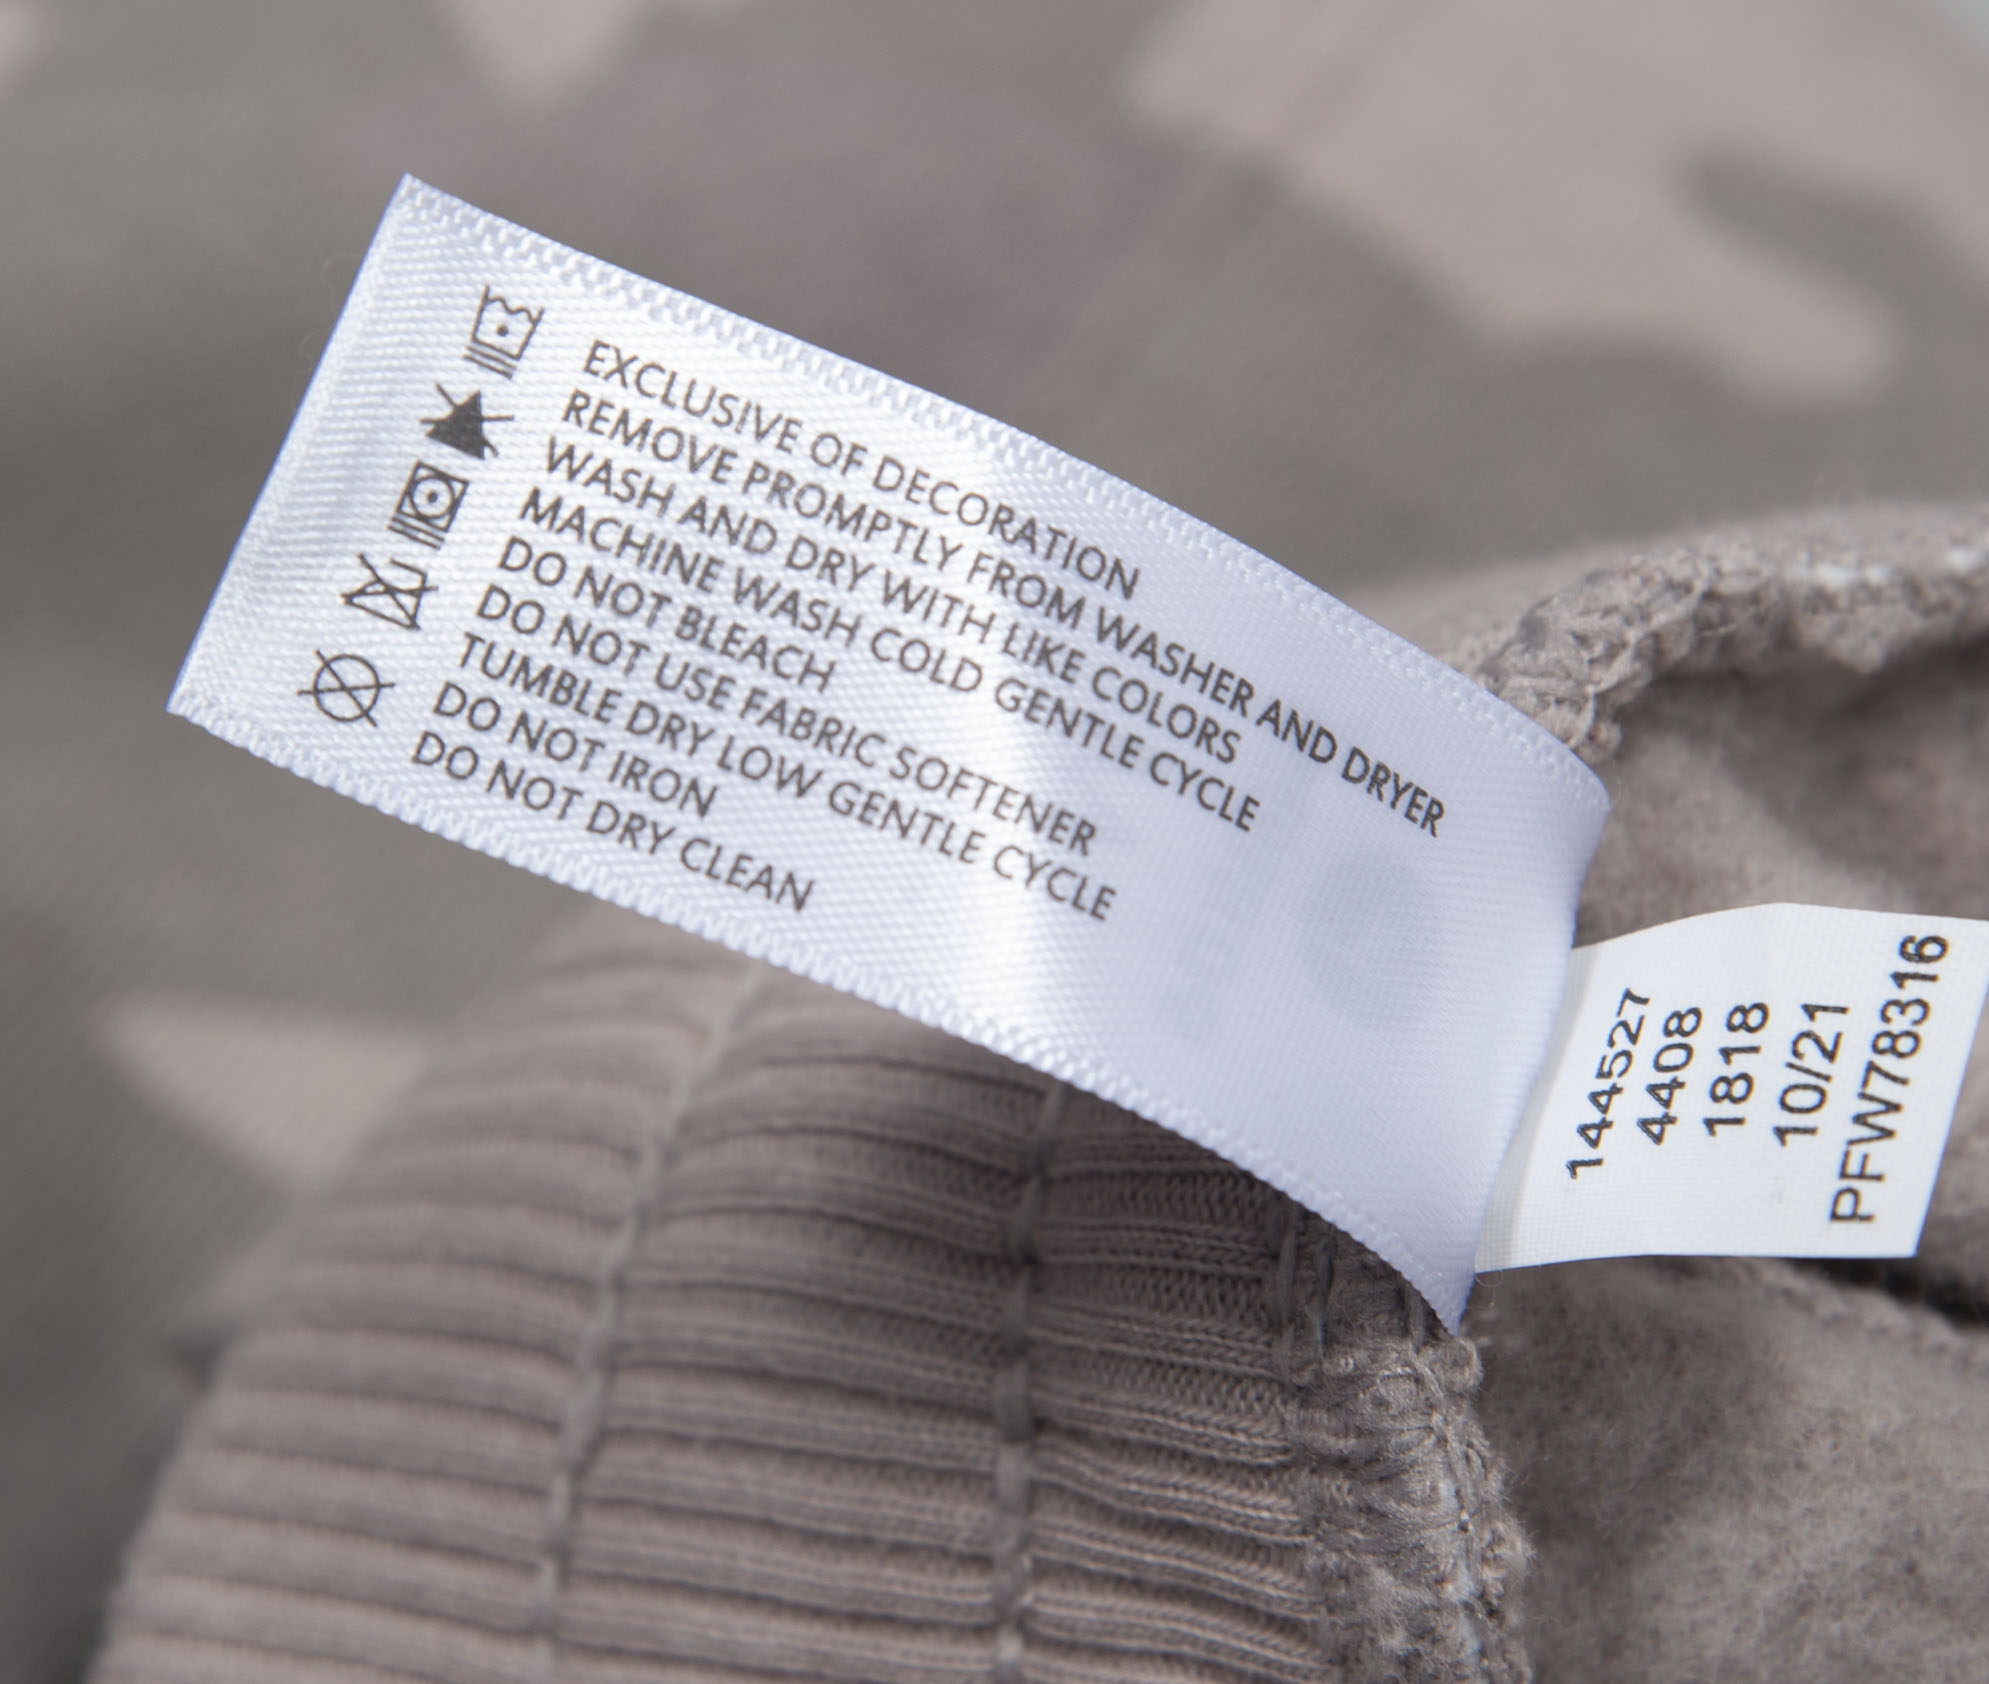 EXCLUSIVE OF DECORATION
REMOVE PROMPTLY FROM WASHER AND DRYER
WASH AND DRY WITH LIKE COLORS
MACHINE WASH COLD GENTLE CYCLE
DO NOT BLEACH
DO NOT USE FABRIC SOFTENER
TUMBLE DRY LOW GENTLE CYCLE
DO NOT IRON
DO NOT DRY CLEAN
14527
4408
1818
10/21
PFW78316